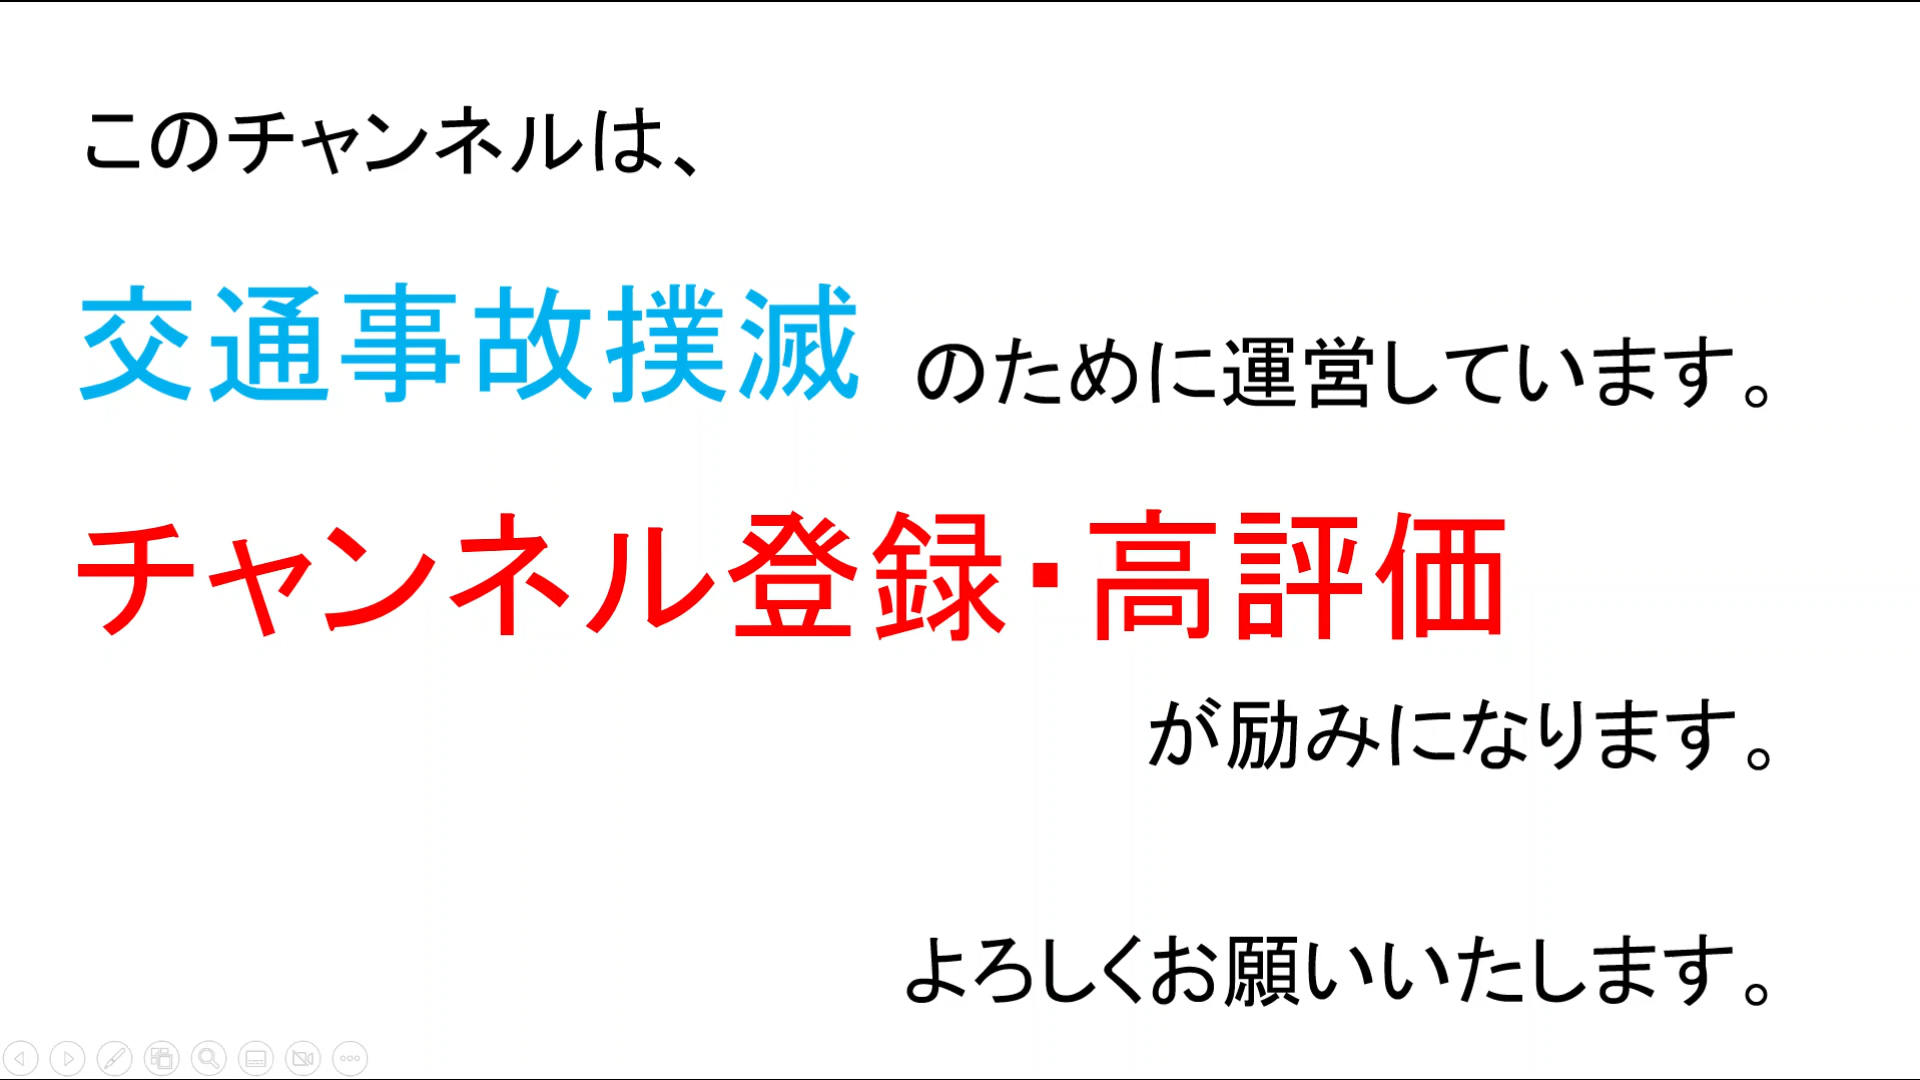 このチャンネルは、
交通事故撲滅 のために運営しています。
チャンネル登録・高評価
が励みになります。
よろしくお願いいたします。